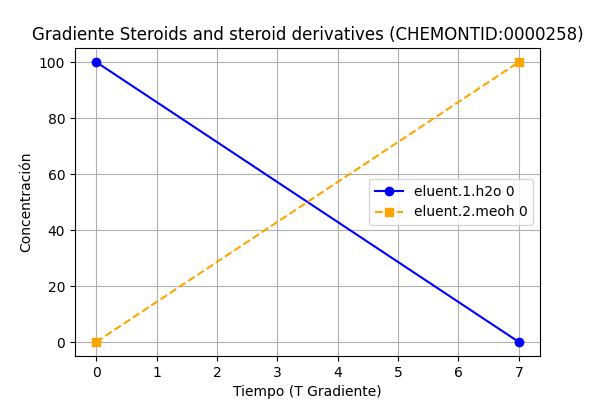 Gradiente Steroids and steroid derivatives (CHEMONTID:0000258)
100
80
60
40
20
0
Concentración
eluent.1.h2o 0
eluent.2.meoh 0
0 1 2 3 4 5 6 7
Tiempo (T Gradiente)